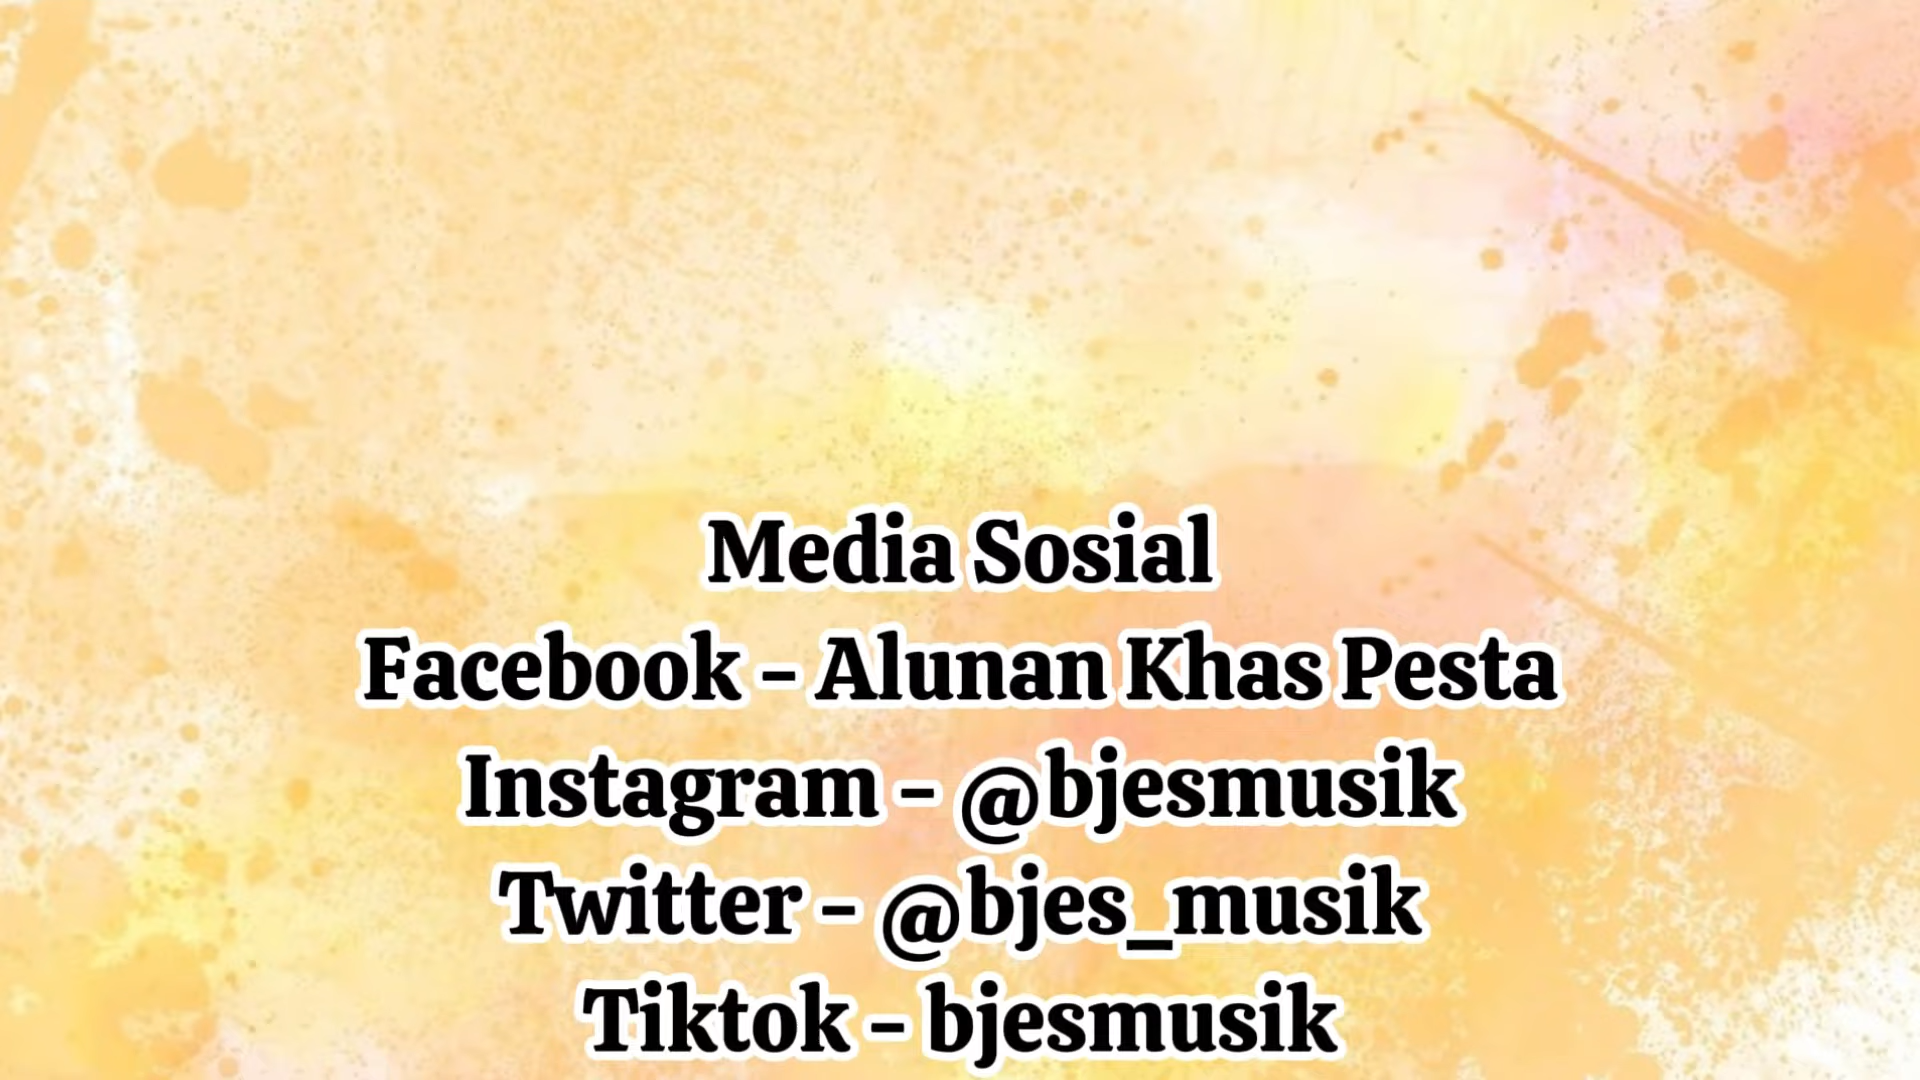 Media Sosial
Facebook - Alunan Khas Pesta
Instagram - @bjesmusik
Twitter - @bjes_musik
Tiktok - bjesmusik